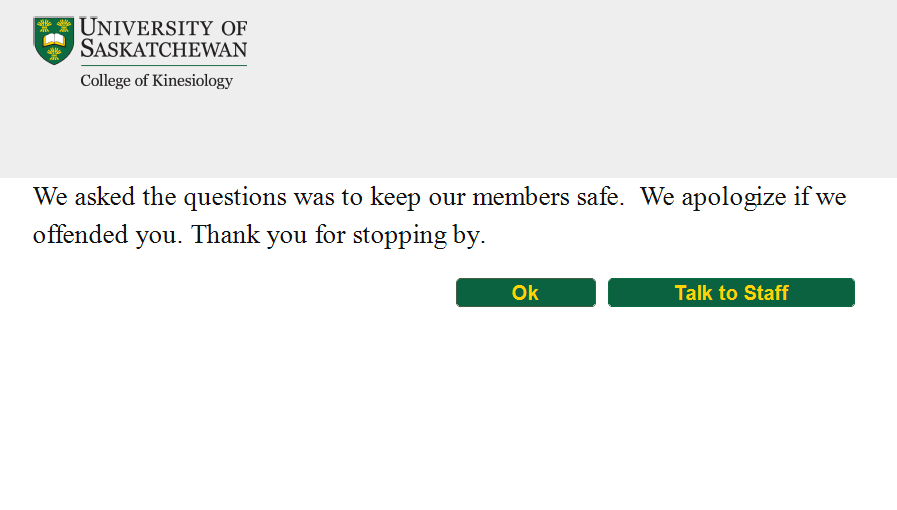 UNIVERSITY OF
SASKATCHEWAN
College of Kinesiology
We asked the questions was to keep our members safe.  We apologize if we
offended you. Thank you for stopping by.
Ok
Talk to Staff